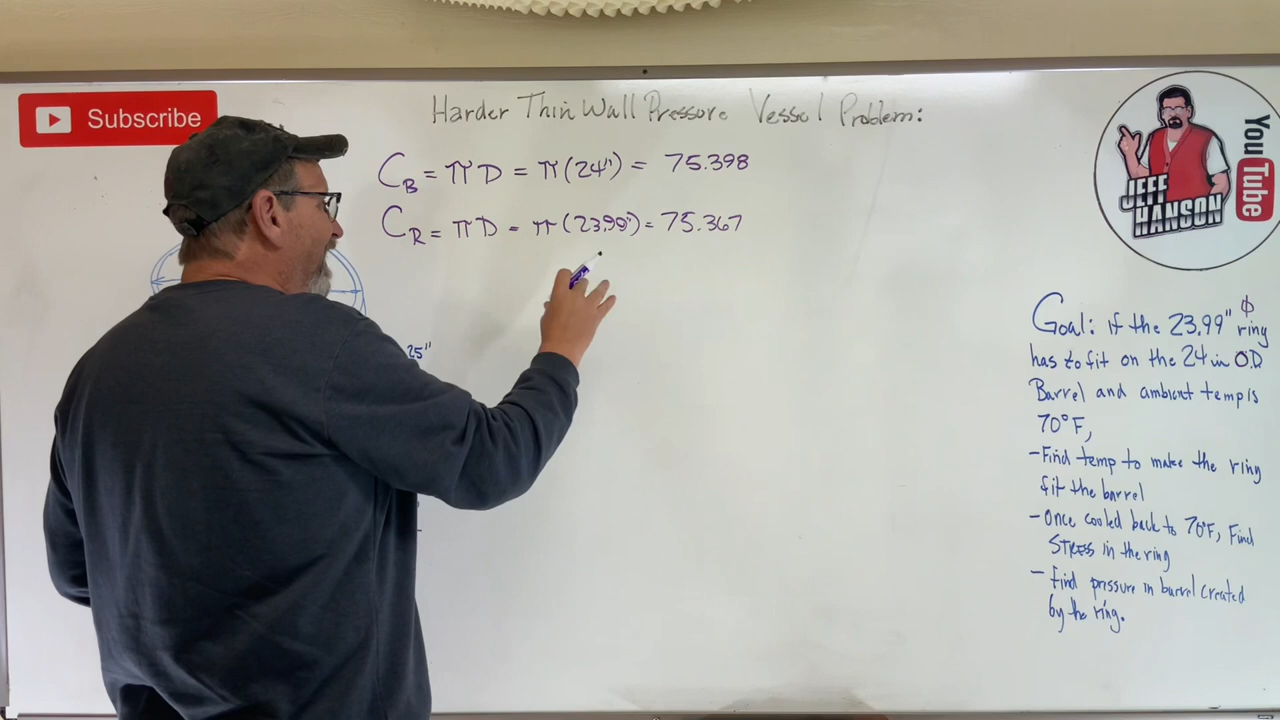 Harder Thin Wall Pressure Vessel Problem:
Subscribe
C_B = πD = π(24") = 75.398
C_R = πD = π(23.99") = 75.367
25"
YouTube
JEFF
HANSON
Goal: if the 23.99" ϕ ring
has to fit on the 24 in O.D
Barrel and ambient temp is
70°F,
- Find temp to make the ring
fit the barrel
- Once cooled back to 70°F, Find
STRESS in the ring
- find pressure in barrel created
by the ring.